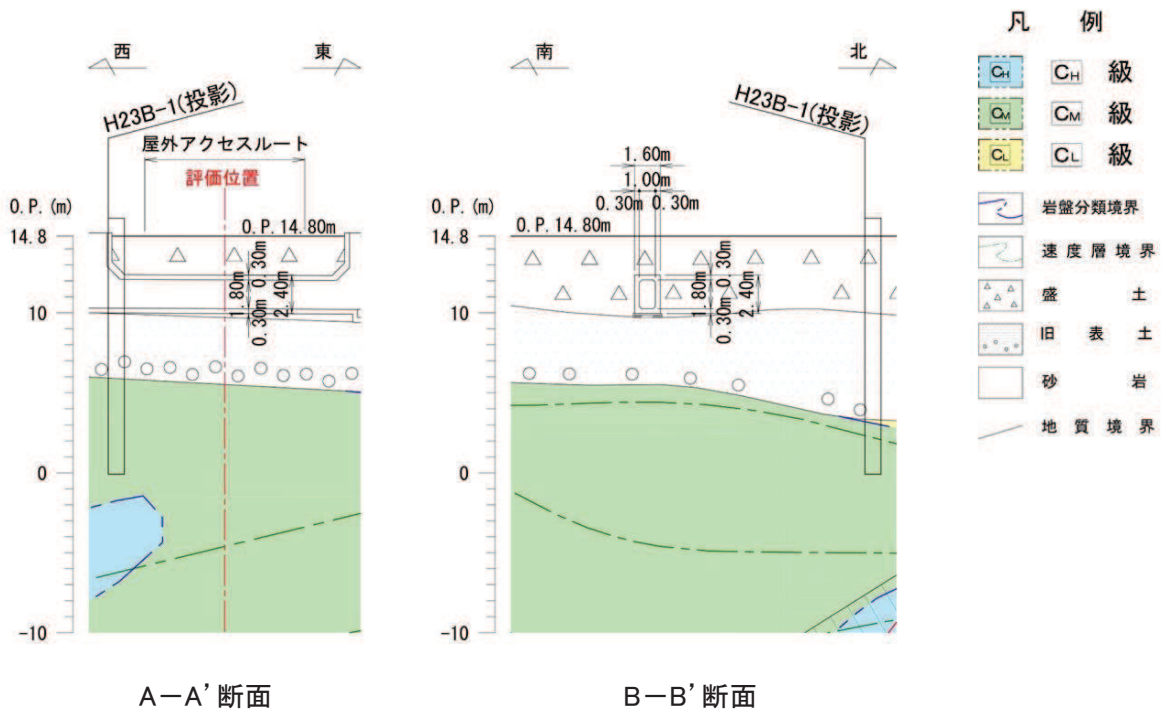 西 東
H23B-1(投影)
屋外アクセスルート
評価位置
O.P.(m)
O.P.14.80m
14.8
10
0
-10
0.30m
1.80m
2.40m
0.30m
A－A’断面
南 北
H23B-1(投影)
1.60m
1.00m
0.30m 0.30m
O.P.(m)
O.P.14.80m
14.8
10
0
-10
0.30m
1.80m
2.40m
0.30m
B－B’断面
凡 例
CH CH 級
CM CM 級
CL CL 級
岩盤分類境界
速度層境界
盛 土
旧 表 土
砂 岩
地 質 境 界